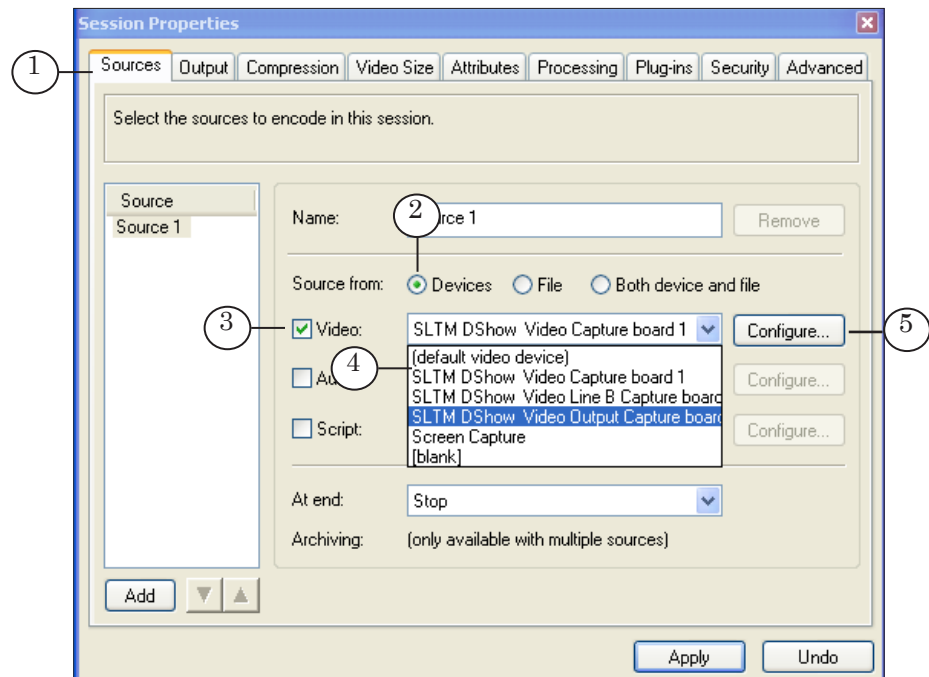 Session Properties
1
Sources Output Compression Video Size Attributes Processing Plug-ins Security Advanced
Select the sources to encode in this session.
Source
Source 1
Name:
2
rce 1
Remove
Source from: Devices File Both device and file
3
Video:
SLTM DShow Video Capture board 1
Configure...
5
4
(default video device)
SLTM DShow Video Capture board 1
SLTM DShow Video Line B Capture board
SLTM DShow Video Output Capture board
Au
Configure...
Script:
Screen Capture
[blank]
Configure...
At end: Stop
Archiving: (only available with multiple sources)
Add
Apply Undo